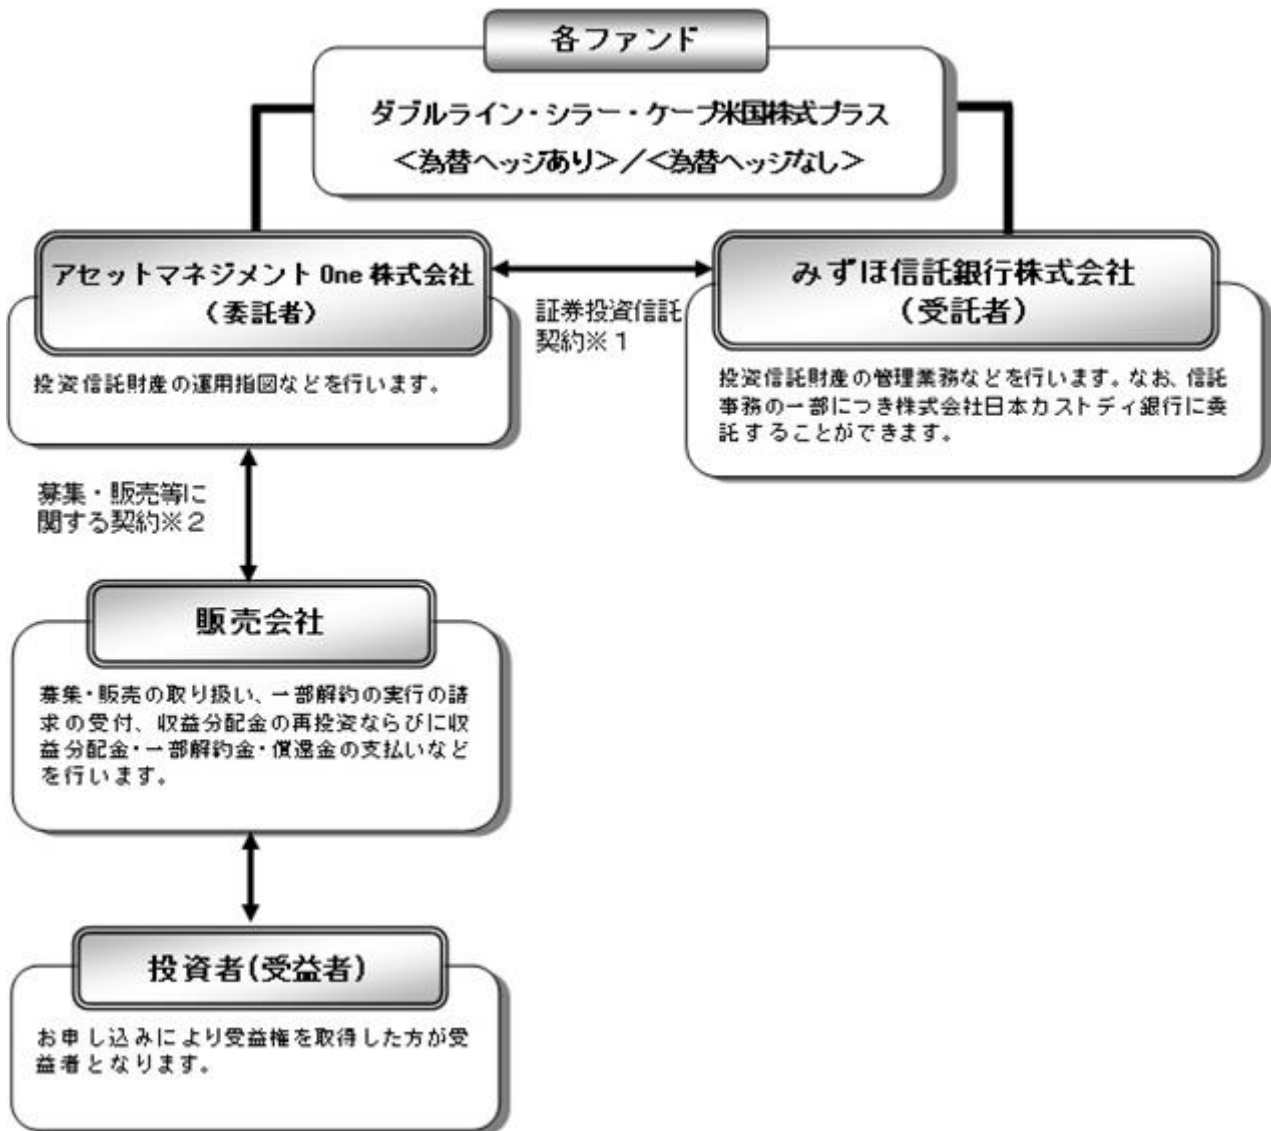 各ファンド
ダブルライン・シラー・ケープ米国株式プラス
＜為替ヘッジあり＞／＜為替ヘッジなし＞
アセットマネジメント One 株式会社
（委託者）
投資信託財産の運用指図などを行います。
証券投資信託
契約※１
みずほ信託銀行株式会社
（受託者）
投資信託財産の管理業務などを行います。なお、信託
事務の一部につき株式会社日本カストディ銀行に委
託することができます。
募集・販売等に
関する契約※２
販売会社
募集・販売の取り扱い、一部解約の実行の請
求の受付、収益分配金の再投資ならびに収
益分配金・一部解約金・償還金の支払いなど
を行います。
投資者(受益者)
お申し込みにより受益権を取得した方が受
益者となります。